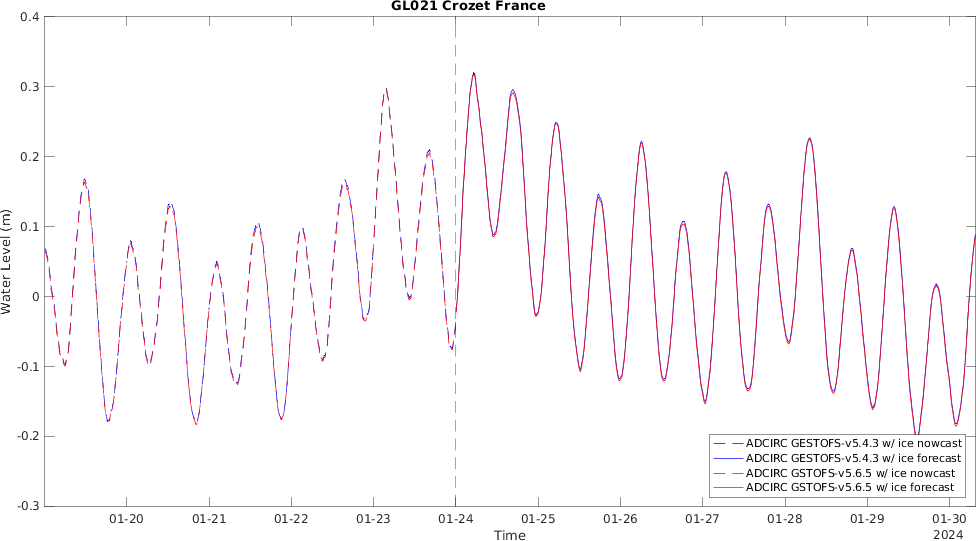 GL021 Crozet France
0.4
0.3
0.2
0.1
0
-0.1
-0.2
-0.3
Water Level (m)
ADCIRC GESTOFS-v5.4.3 w/ ice nowcast
ADCIRC GESTOFS-v5.4.3 w/ ice forecast
ADCIRC GSTOFS-v5.6.5 w/ ice nowcast
ADCIRC GSTOFS-v5.6.5 w/ ice forecast
01-20 01-21 01-22 01-23 01-24 01-25 01-26 01-27 01-28 01-29 01-30
Time
2024